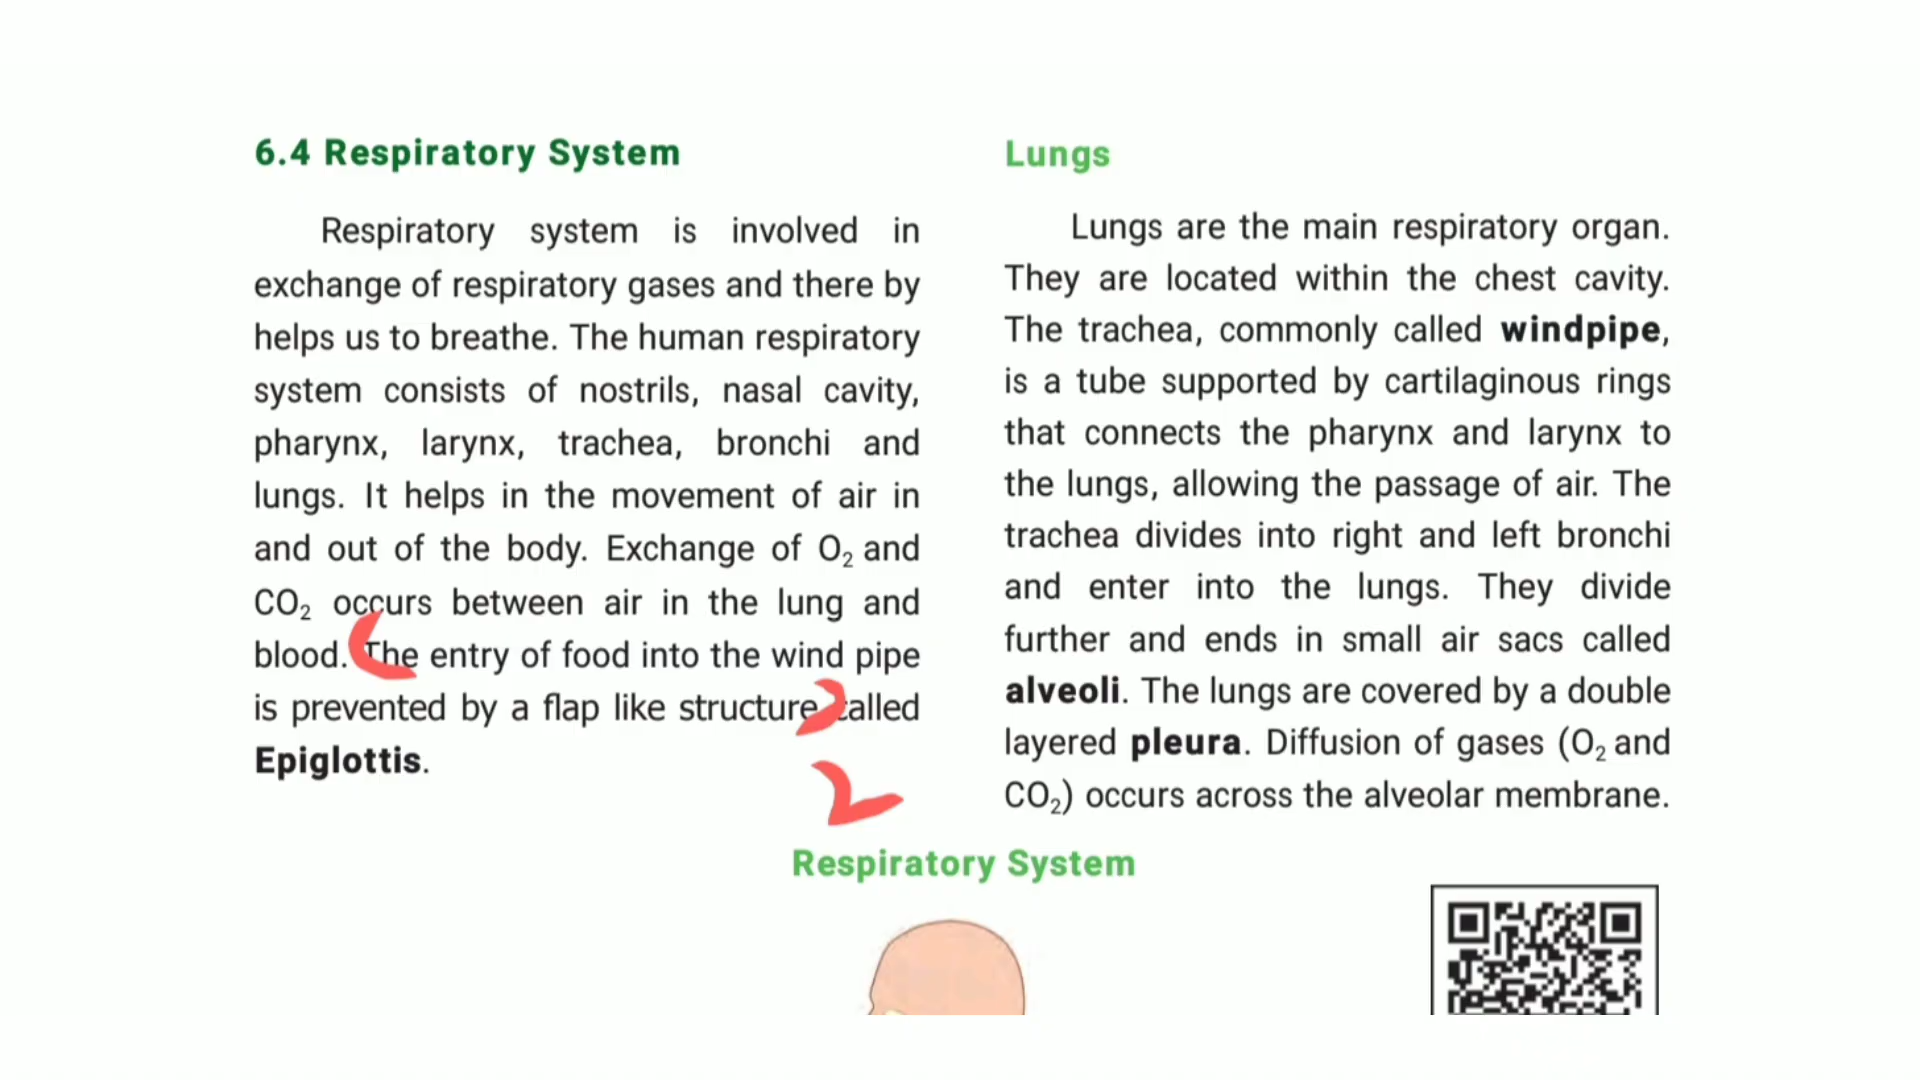 6.4 Respiratory System
Respiratory system is involved in
exchange of respiratory gases and there by
helps us to breathe. The human respiratory
system consists of nostrils, nasal cavity,
pharynx, larynx, trachea, bronchi and
lungs. It helps in the movement of air in
and out of the body. Exchange of O₂ and
CO₂ occurs between air in the lung and
blood. The entry of food into the wind pipe
is prevented by a flap like structure called
Epiglottis.
2
Lungs
Lungs are the main respiratory organ.
They are located within the chest cavity.
The trachea, commonly called windpipe,
is a tube supported by cartilaginous rings
that connects the pharynx and larynx to
the lungs, allowing the passage of air. The
trachea divides into right and left bronchi
and enter into the lungs. They divide
further and ends in small air sacs called
alveoli. The lungs are covered by a double
layered pleura. Diffusion of gases (O₂ and
CO₂) occurs across the alveolar membrane.
Respiratory System